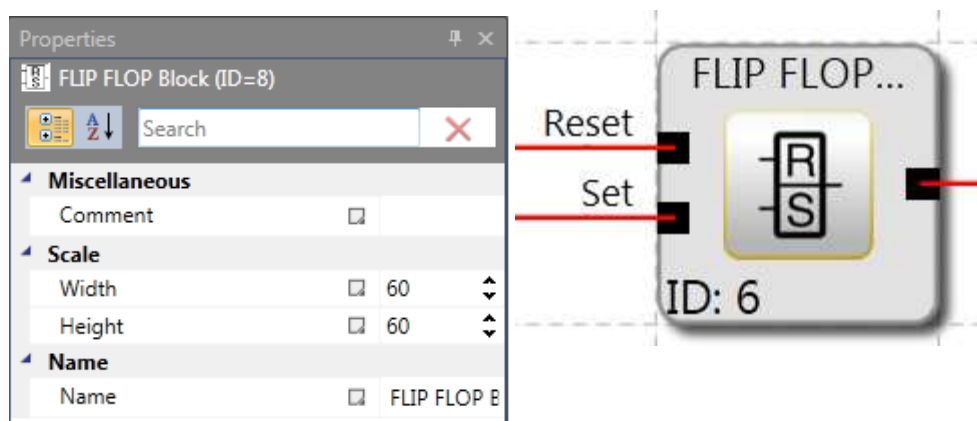 Properties
FLIP FLOP Block (ID=8)
A Z Search
Miscellaneous
Comment
Scale
Width 60
Height 60
Name
Name FLIP FLOP B
FLIP FLOP...
Reset
Set
R
S
ID: 6